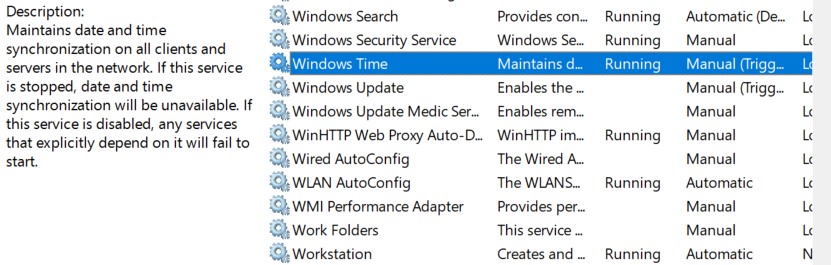 Description:
Maintains date and time
synchronization on all clients and
servers in the network. If this service
is stopped, date and time
synchronization will be unavailable. If
this service is disabled, any services
that explicitly depend on it will fail to
start.
Windows Search Provides con... Running Automatic (De... Lo
Windows Security Service Windows Se... Running Manual Lo
Windows Time Maintains d... Running Manual (Trigg... Lo
Windows Update Enables the ... Manual (Trigg... Lo
Windows Update Medic Ser... Enables rem... Manual Lo
WinHTTP Web Proxy Auto-D... WinHTTP im... Running Manual Lo
Wired AutoConfig The Wired A... Manual Lo
WLAN AutoConfig The WLANS... Running Automatic Lo
WMI Performance Adapter Provides per... Manual Lo
Work Folders This service ... Manual Lo
Workstation Creates and ... Running Automatic N